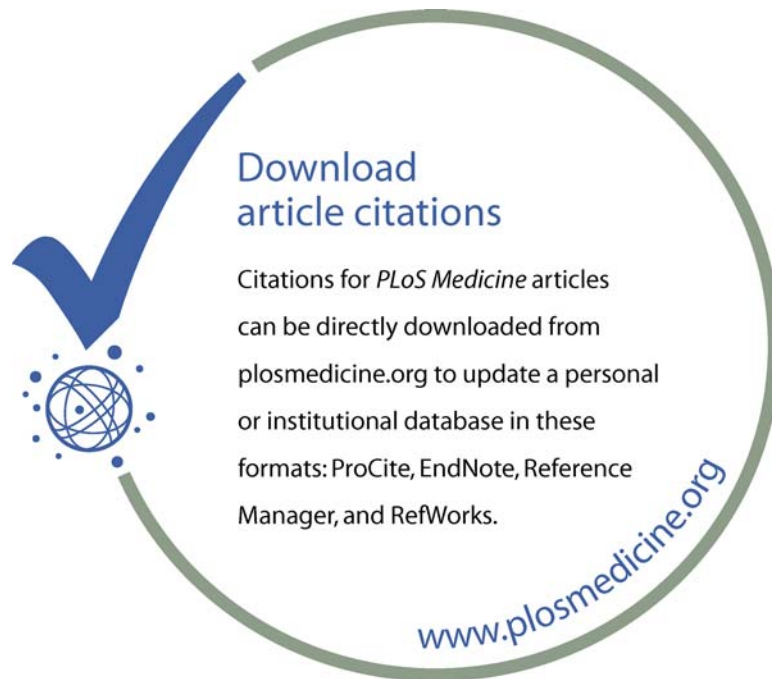 Download
article citations
Citations for PLoS Medicine articles
can be directly downloaded from
plosmedicine.org to update a personal
or institutional database in these
formats: ProCite, EndNote, Reference
Manager, and RefWorks.
www.plosmedicine.org